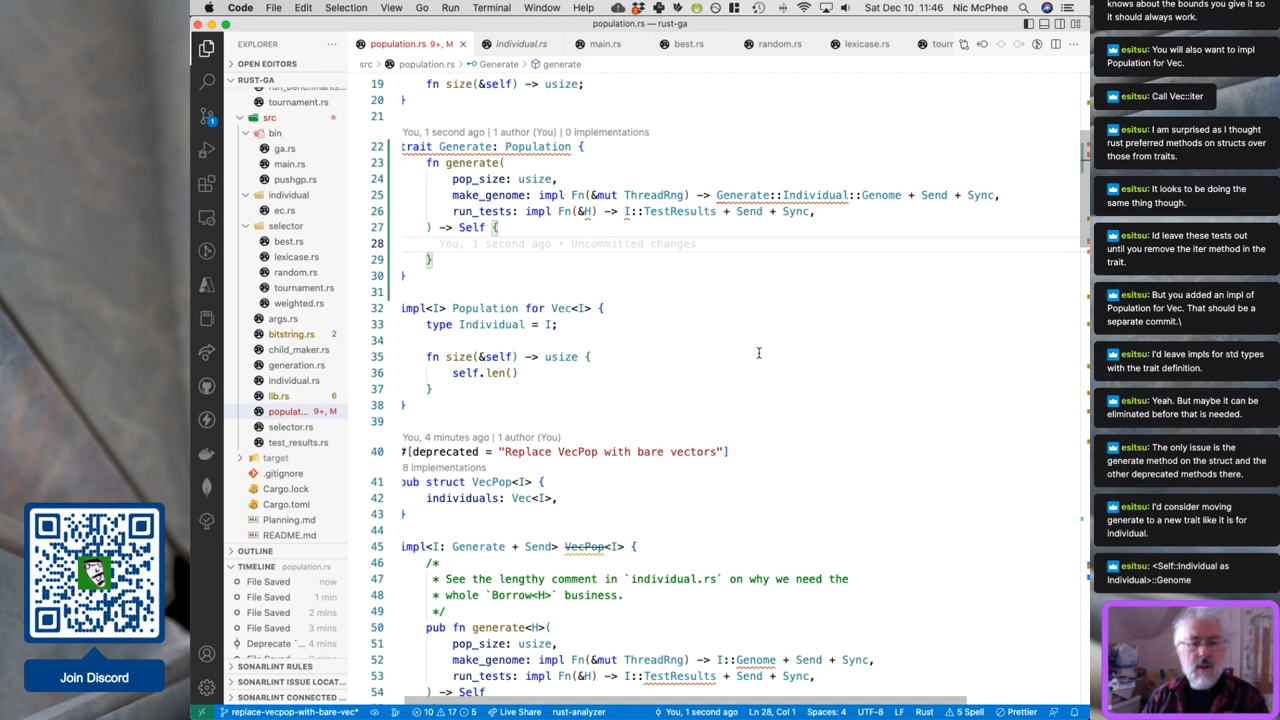 Code File Edit Selection View Go Run Terminal Window Help Sat Dec 10 11:46 Nic McPhee
population.rs — rust-ga
EXPLORER
OPEN EDITORS
RUST-GA
run_benchmarks
tournament.rs
src
bin
ga.rs
main.rs
pushgp.rs
individual
ec.rs
selector
best.rs
lexicase.rs
random.rs
tournament.rs
weighted.rs
args.rs
bitstring.rs 2
child_maker.rs
generation.rs
individual.rs
lib.rs 6
populat... 9+, M
selector.rs
test_results.rs
target
.gitignore
Cargo.lock
Cargo.toml
Planning.md
README.md
OUTLINE
TIMELINE population.rs
File Saved now
File Saved 1 min
File Saved 2 mins
File Saved 3 mins
Deprecate `... 4 mins
SONARLINT RULES
SONARLINT ISSUE LOCAT...
SONARLINT CONNECTED ...
population.rs 9+, M individual.rs main.rs best.rs random.rs lexicase.rs tourr
src > population.rs > Generate > generate
19 fn size(&self) -> usize;
20 }
21
You, 1 second ago | 1 author (You) | 0 implementations
22 trait Generate: Population {
23 fn generate(
24 pop_size: usize,
25 make_genome: impl Fn(&mut ThreadRng) -> Generate::Individual::Genome + Send + Sync,
26 run_tests: impl Fn(&H) -> I::TestResults + Send + Sync,
27 ) -> Self {
28 You, 1 second ago • Uncommitted changes
29 }
30 }
31
32 impl<I> Population for Vec<I> {
33 type Individual = I;
34
35 fn size(&self) -> usize {
36 self.len()
37 }
38 }
39
You, 4 minutes ago | 1 author (You)
40 #[deprecated = "Replace VecPop with bare vectors"]
8 implementations
41 pub struct VecPop<I> {
42 individuals: Vec<I>,
43 }
44
45 impl<I: Generate + Send> VecPop<I> {
46 /*
47 * See the lengthy comment in `individual.rs` on why we need the
48 * whole `Borrow<H>` business.
49 */
50 pub fn generate<H>(
51 pop_size: usize,
52 make_genome: impl Fn(&mut ThreadRng) -> I::Genome + Send + Sync,
53 run_tests: impl Fn(&H) -> I::TestResults + Send + Sync,
54 ) -> Self
replace-vecpop-with-bare-vec* 10 17 5 Live Share rust-analyzer You, 1 second ago Ln 28, Col 1 Spaces: 4 UTF-8 LF Rust 5 Spell Prettier
knows about the bounds you give it so
it should always work.
esitsu: You will also want to impl
Population for Vec.
esitsu: Call Vec::iter
esitsu: I am surprised as I thought
rust preferred methods on structs over
those from traits.
esitsu: It looks to be doing the
same thing though.
esitsu: Id leave these tests out
until you remove the iter method in the
trait.
esitsu: But you added an impl of
Population for Vec. That should be a
separate commit.\
esitsu: I'd leave impls for std types
with the trait definition.
esitsu: Yeah. But maybe it can be
eliminated before that is needed.
esitsu: The only issue is the
generate method on the struct and the
other deprecated methods there.
esitsu: I'd consider moving
generate to a new trait like it is for
individual.
esitsu: <Self::Individual as
Individual>::Genome
Join Discord